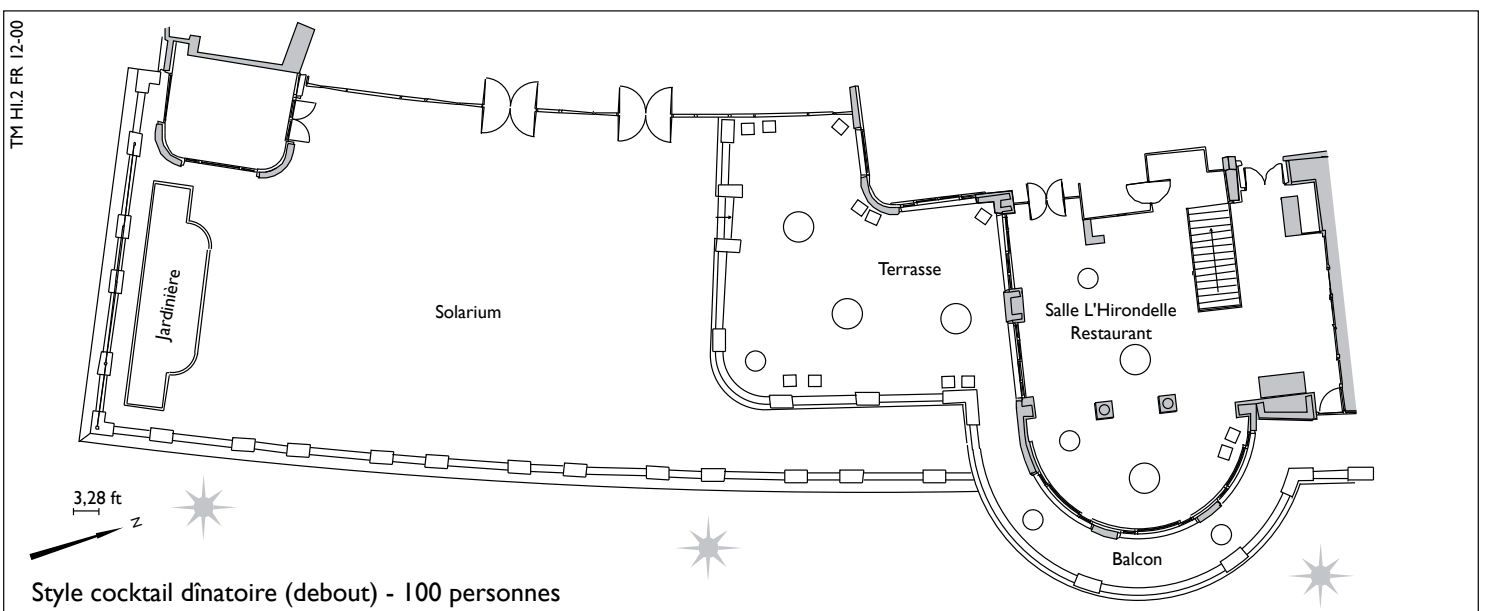 TM HI.2 FR 12-00
Jardinière
Solarium
Terrasse
Salle L'Hirondelle
Restaurant
Balcon
3,28 ft
N
Style cocktail dînatoire (debout) - 100 personnes